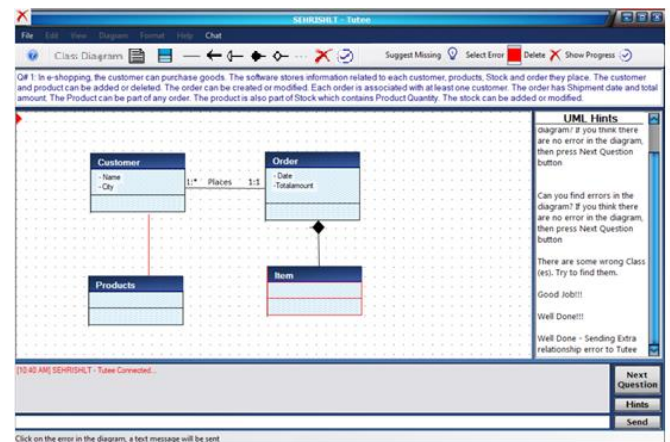 SEHRISHLT - Tutee
File Edit View Diagram Format Help Chat
Class Diagram Suggest Missing Select Error Delete Show Progress
Q# 1: In e-shopping, the customer can purchase goods. The software stores information related to each customer, products, Stock and order they place. The customer
and product can be added or deleted. The order can be created or modified. Each order is associated with at least one customer. The order has Shipment date and total
amount. The Product can be part of any order. The product is also part of Stock which contains Product Quantity. The stock can be added or modified.
Customer
- Name
- City
1:* Places 1:1
Order
- Date
-Totalamount
Products
Item
UML Hints
diagram? If you think there
are no error in the diagram,
then press Next Question
button
Can you find errors in the
diagram? If you think there
are no error in the diagram,
then press Next Question
button
There are some wrong Class
(es). Try to find them.
Good Job!!!
Well Done!!!
Well Done - Sending Extra
relationship error to Tutee
[10:40 AM] SEHRISHLT - Tutee Connected...
Next
Question
Hints
Send
Click on the error in the diagram, a text message will be sent